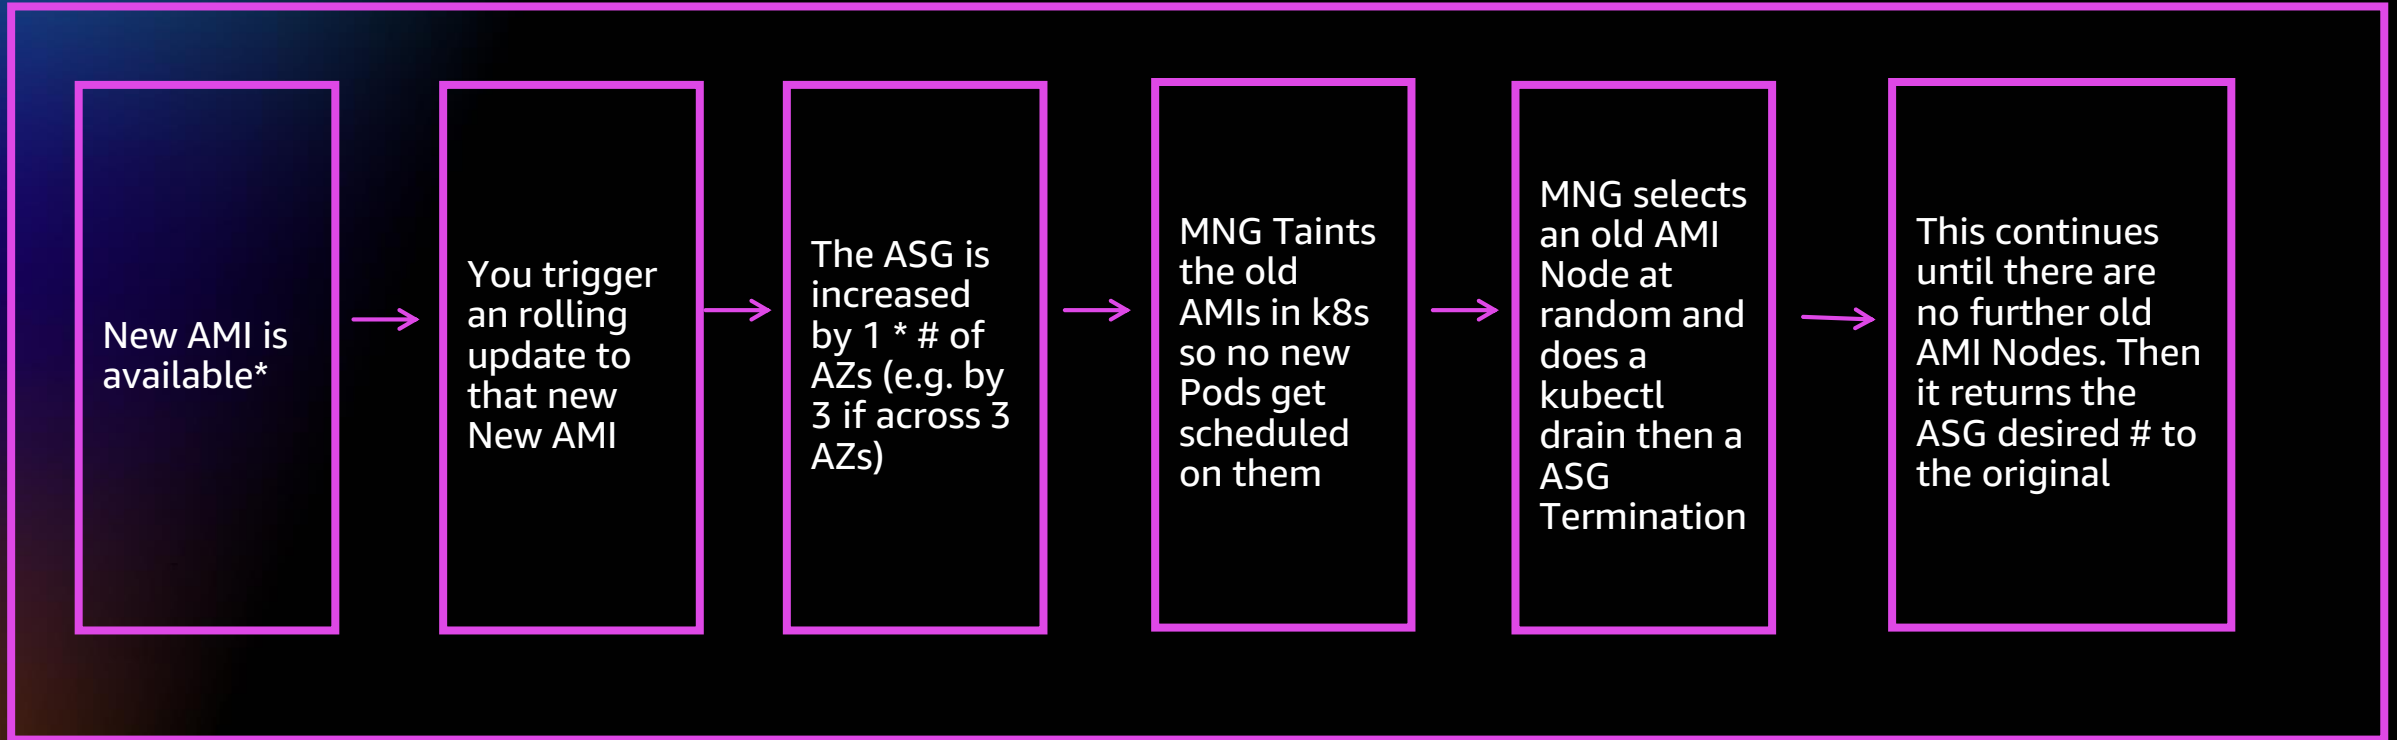 New AMI is
available*
You trigger
an rolling
update to
that new
New AMI
The ASG is
increased
by 1 * # of
AZs (e.g. by
3 if across 3
AZs)
MNG Taints
the old
AMIs in k8s
so no new
Pods get
scheduled
on them
MNG selects
an old AMI
Node at
random and
does a
kubectl
drain then a
ASG
Termination
This continues
until there are
no further old
AMI Nodes. Then
it returns the
ASG desired # to
the original